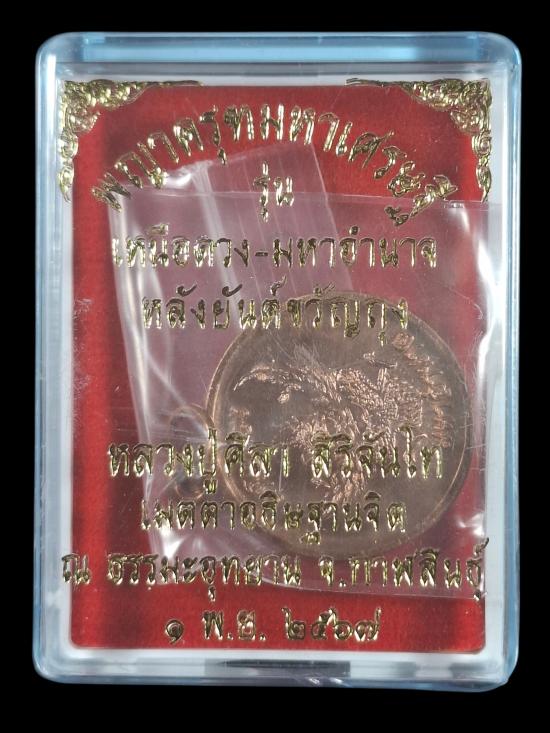 พญาครุฑมหาเศรษฐี
รุ่น
เหนือดวง-มหาอำนาจ
หลังยันต์ขวัญถุง
หลวงปู่ศิลา สิริจันโท
เมตตาอธิษฐานจิต
ณ ธรรมะอุทยาน จ.กาฬสินธุ์
๑ พ.ย. ๒๕๖๗